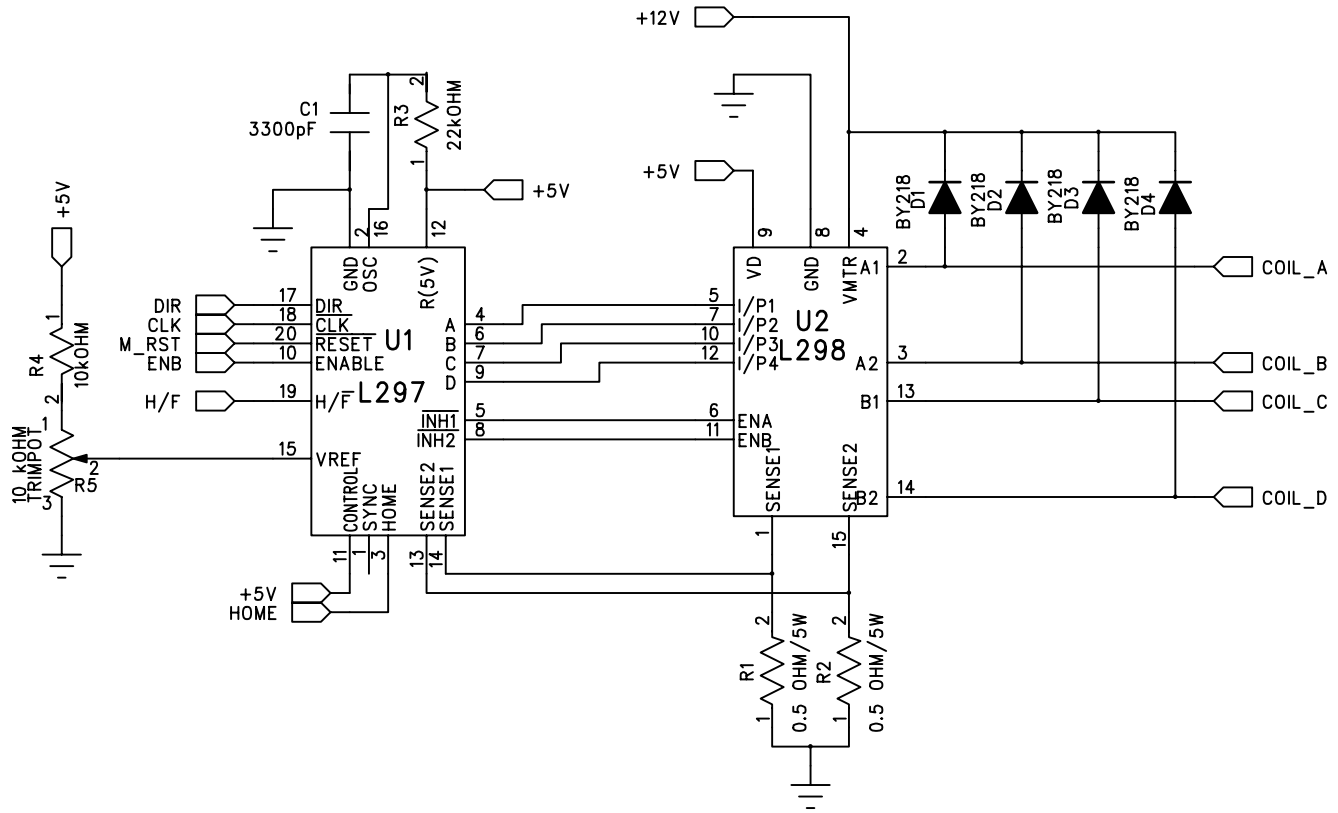 +12V
C1
3300pF
2
R3
1
22kOHM
+5V
+5V
+5V
BY218
D1
BY218
D2
BY218
D3
BY218
D4
2
16
12
9
8
4
GND
OSC
R(5V)
VD
GND
VMTR
A1
2
COIL_A
DIR
17
DIR
CLK
18
CLK
M_RST
20
RESET
ENB
10
ENABLE
U1
L297
A
4
B
6
C
7
D
9
5
I/P1
7
I/P2
10
I/P3
12
I/P4
U2
L298
A2
3
COIL_B
B1
13
COIL_C
1
R4
10kOHM
2
H/F
19
H/F
INH1
5
INH2
8
6
ENA
11
ENB
1
10 kOHM
TRIMPOT
2
R5
3
15
VREF
CONTROL
SYNC
HOME
SENSE2
SENSE1
SENSE1
SENSE2
B2
14
COIL_D
11
1
3
13
14
1
15
+5V
HOME
2
R1
1
0.5 OHM/5W
2
R2
1
0.5 OHM/5W